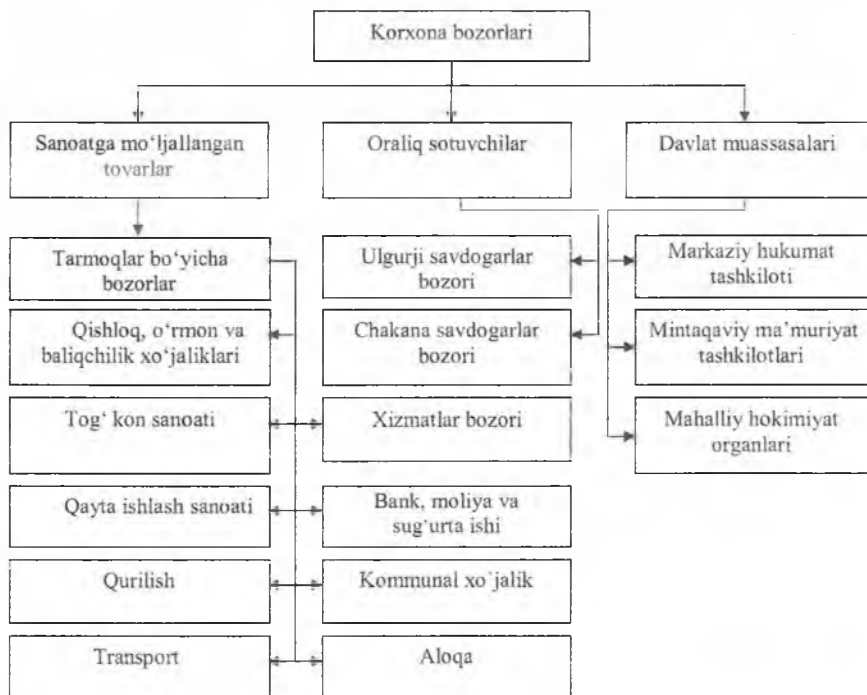 Korxona bozorlari
Sanoatga mo‘ljallangan
tovarlar
Oraliq sotuvchilar
Davlat muassasalari
Tarmoqlar bo‘yicha
bozorlar
Ulgurji savdogarlar
bozori
Markaziy hukumat
tashkiloti
Qishloq, o‘rmon va
baliqchilik xo‘jaliklari
Chakana savdogarlar
bozori
Mintaqaviy ma’muriyat
tashkilotlari
Tog‘ kon sanoati
Xizmatlar bozori
Mahalliy hokimiyat
organlari
Qayta ishlash sanoati
Bank, moliya va
sug‘urta ishi
Qurilish
Kommunal xo`jalik
Transport
Aloqa